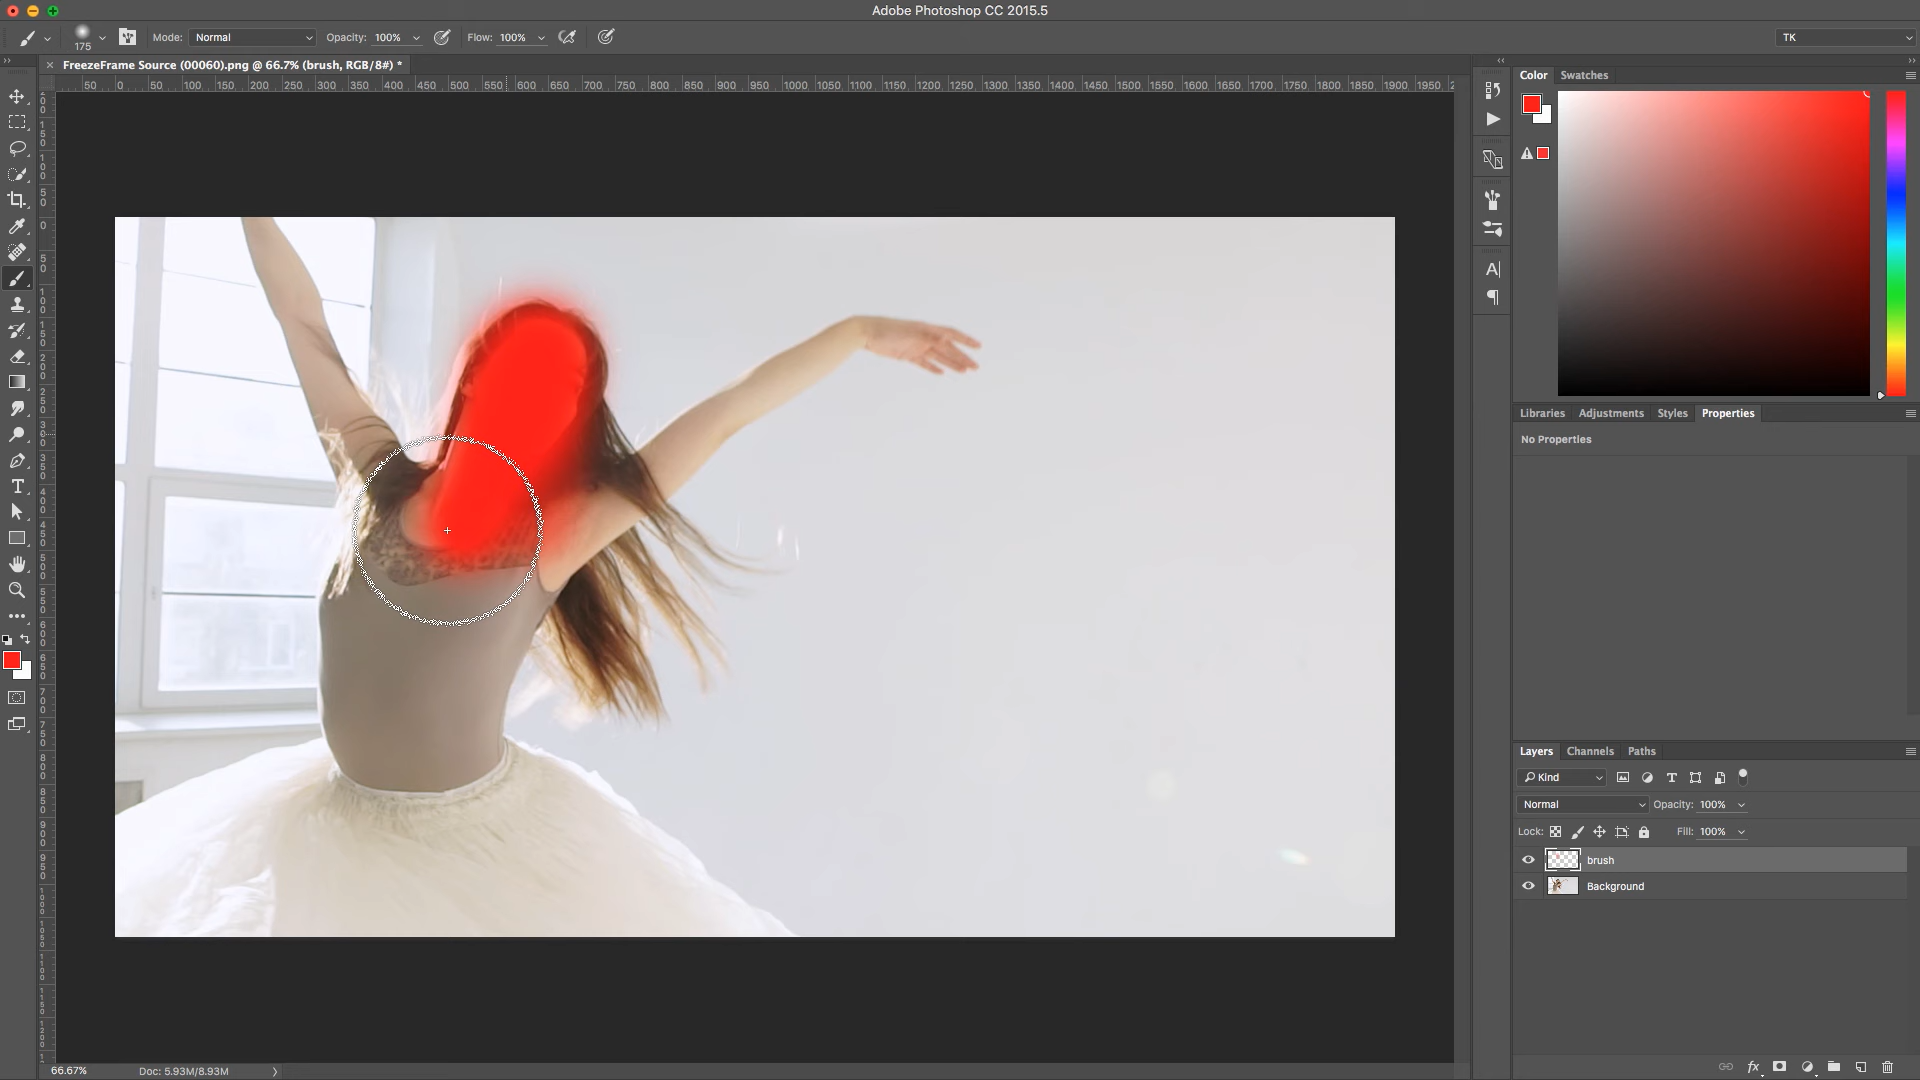 Adobe Photoshop CC 2015.5
175 Mode: Normal Opacity: 100% Flow: 100% TK
FreezeFrame Source (00060).png @ 66.7% (brush, RGB/8#) *
50 0 50 100 150 200 250 300 350 400 450 500 550 600 650 700 750 800 850 900 950 1000 1050 1100 1150 1200 1250 1300 1350 1400 1450 1500 1550 1600 1650 1700 1750 1800 1850 1900 1950
Color Swatches
Libraries Adjustments Styles Properties
No Properties
Layers Channels Paths
Kind
Normal Opacity: 100%
Lock: Fill: 100%
brush
Background
66.67% Doc: 5.93M/8.93M